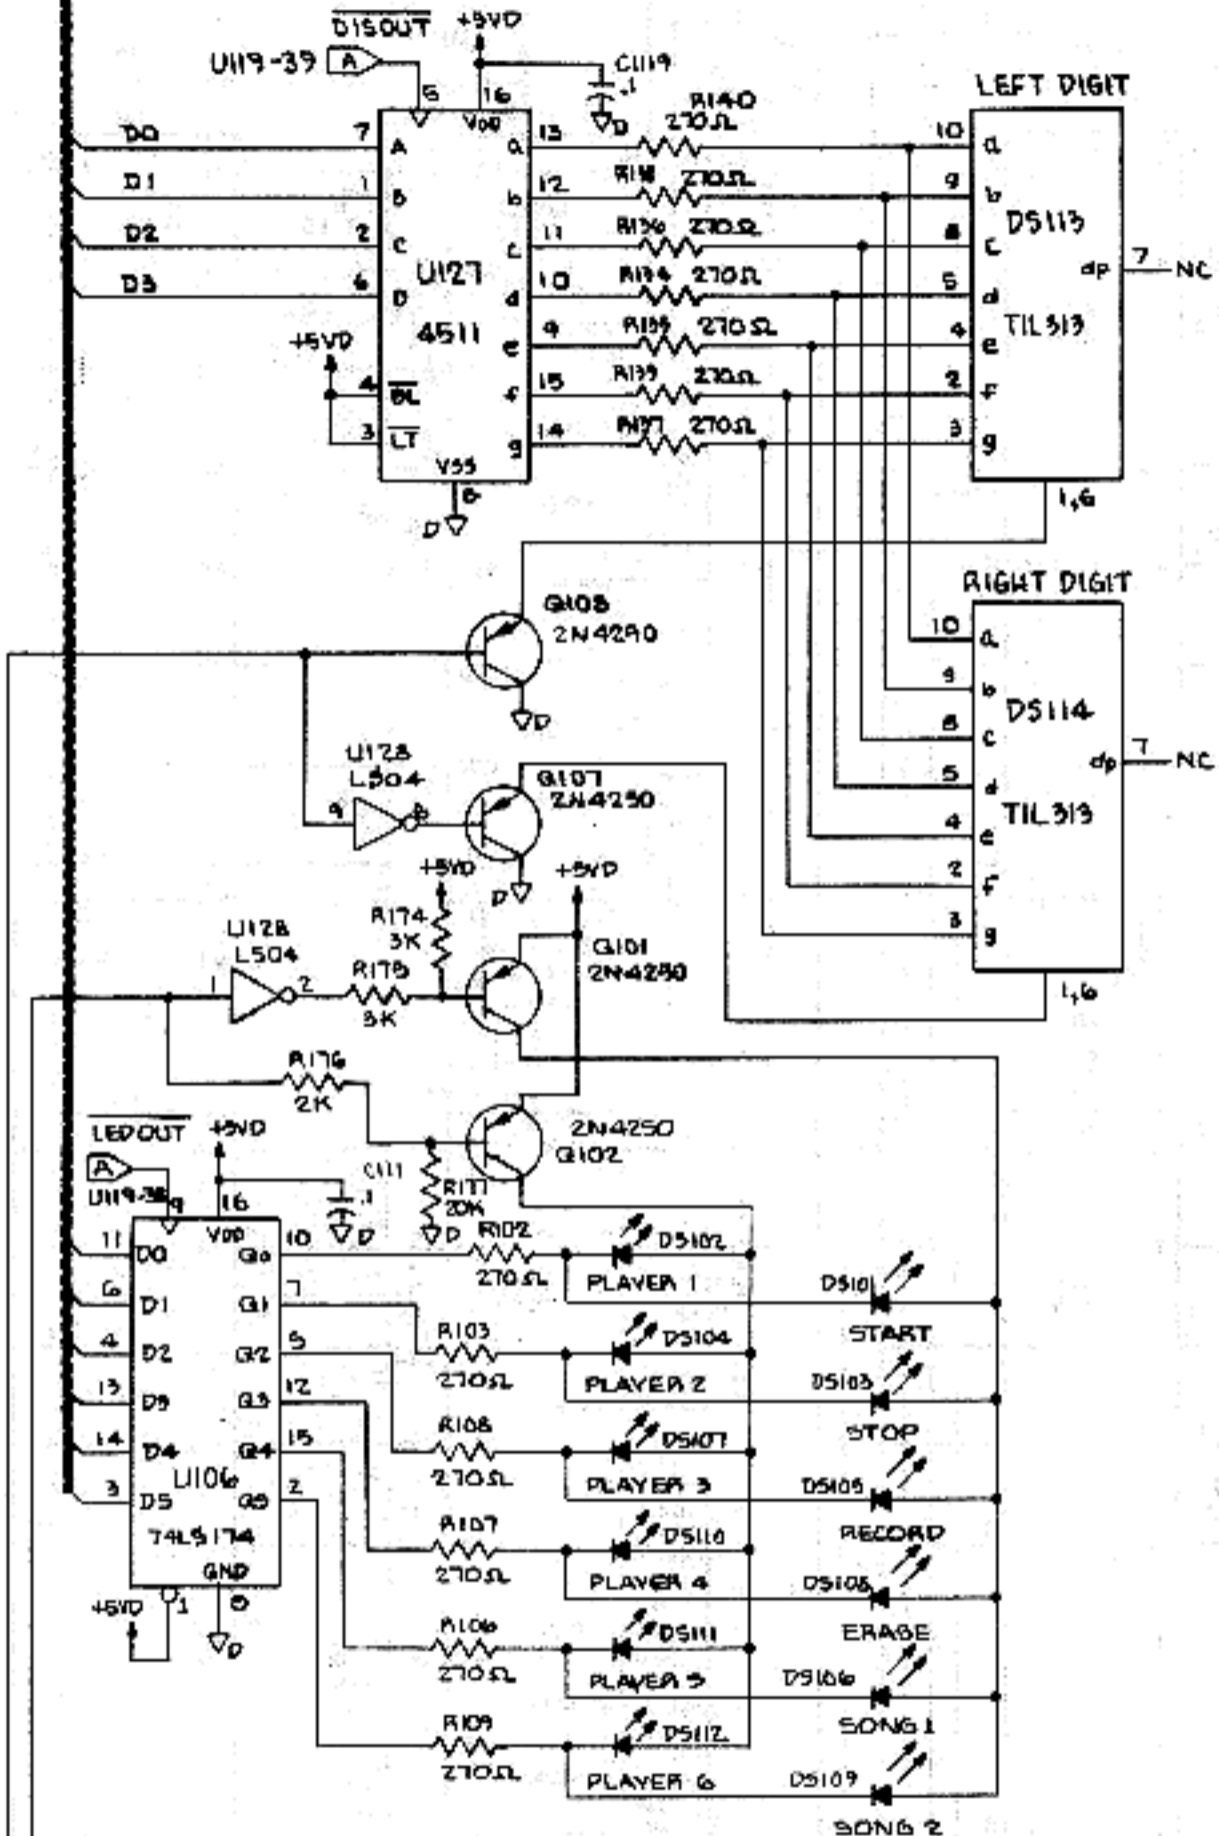 DISOUT
+5VD
U119-39
A
C1119
.1
D
LEFT DIGIT
5
16
VDD
R140
270Ω
D0
7
A
a
13
10
a
D1
1
B
b
12
R138
270Ω
9
b
DS113
D2
2
C
c
11
R136
270Ω
8
c
dp
7
NC
U127
D3
6
D
d
10
R134
270Ω
5
d
TIL313
+5VD
4511
e
9
R135
270Ω
4
e
4
BL
f
15
R139
270Ω
2
f
3
LT
g
14
R137
270Ω
3
g
VSS
8
D
1,6
RIGHT DIGIT
Q108
2N4250
10
a
9
b
DS114
D
8
c
dp
7
NC
U128
LS04
Q107
2N4250
5
d
TIL313
9
8
4
e
+5VD
+5VD
D
2
f
R174
3K
3
g
U128
LS04
Q101
2N4250
R175
1
2
3K
1,6
R176
2K
LEDOUT
+5VD
2N4250
Q102
A
.1
R177
20K
9
16
D
D
VDD
11
D0
Q0
10
R102
270Ω
DS102
PLAYER 1
DS101
START
6
D1
Q1
7
R103
270Ω
DS104
PLAYER 2
DS103
STOP
4
D2
Q2
5
R108
270Ω
DS107
PLAYER 3
DS105
RECORD
13
D3
Q3
12
R107
270Ω
DS110
PLAYER 4
DS108
ERASE
14
D4
Q4
15
R106
270Ω
DS111
PLAYER 5
DS106
SONG 1
3
D5
Q5
2
R109
270Ω
DS112
PLAYER 6
DS109
SONG 2
U106
74LS174
GND
+5VD
1
8
D